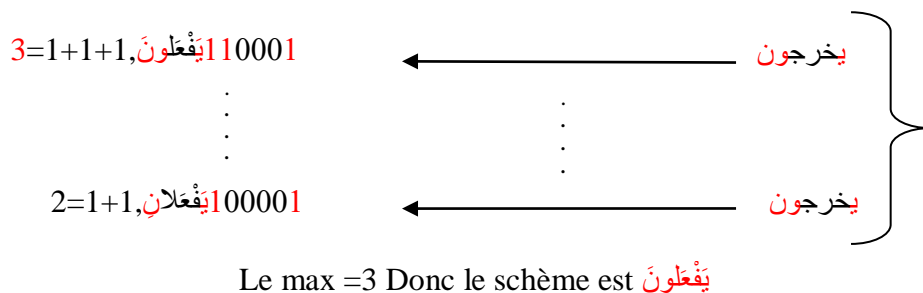 3=1+1+1,يَفْعَلونَ110001 يخرجون
2=1+1,يَفْعَلانِ100001 يخرجون
Le max =3 Donc le schème est يَفْعَلونَ